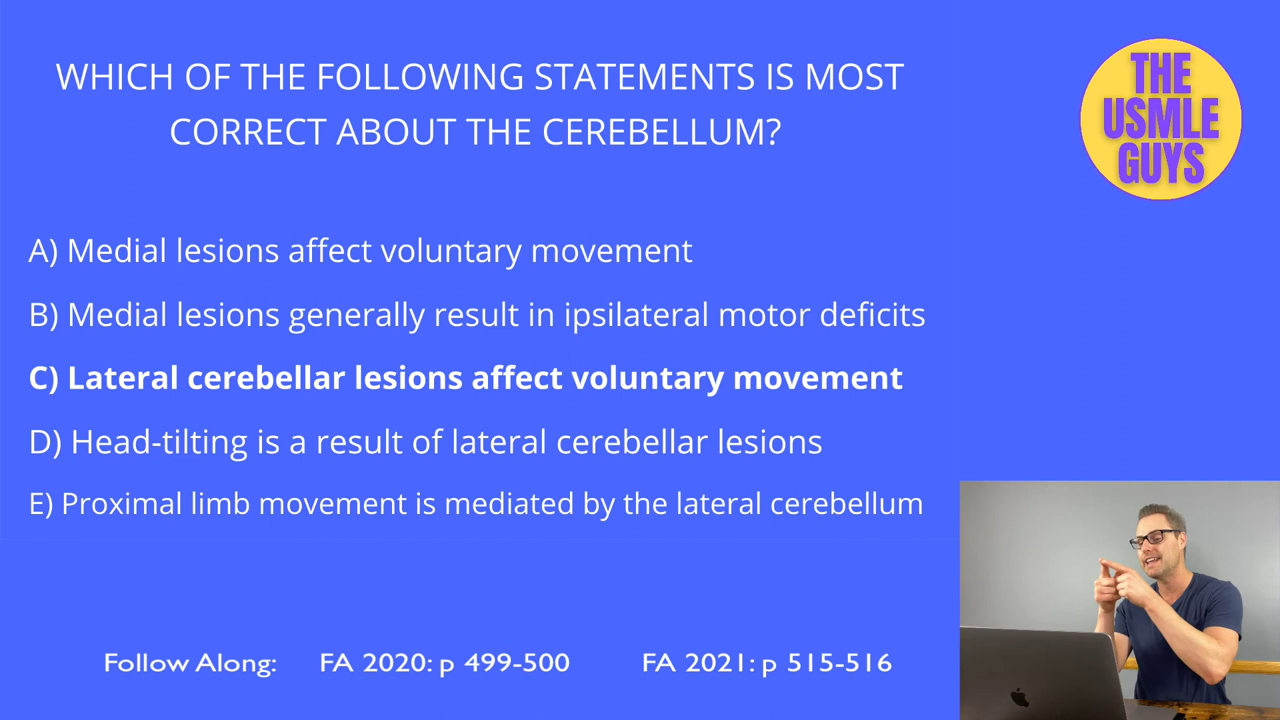 WHICH OF THE FOLLOWING STATEMENTS IS MOST
CORRECT ABOUT THE CEREBELLUM?
THE
USMLE
GUYS
A) Medial lesions affect voluntary movement
B) Medial lesions generally result in ipsilateral motor deficits
C) Lateral cerebellar lesions affect voluntary movement
D) Head-tilting is a result of lateral cerebellar lesions
E) Proximal limb movement is mediated by the lateral cerebellum
Follow Along: FA 2020: p 499-500 FA 2021: p 515-516